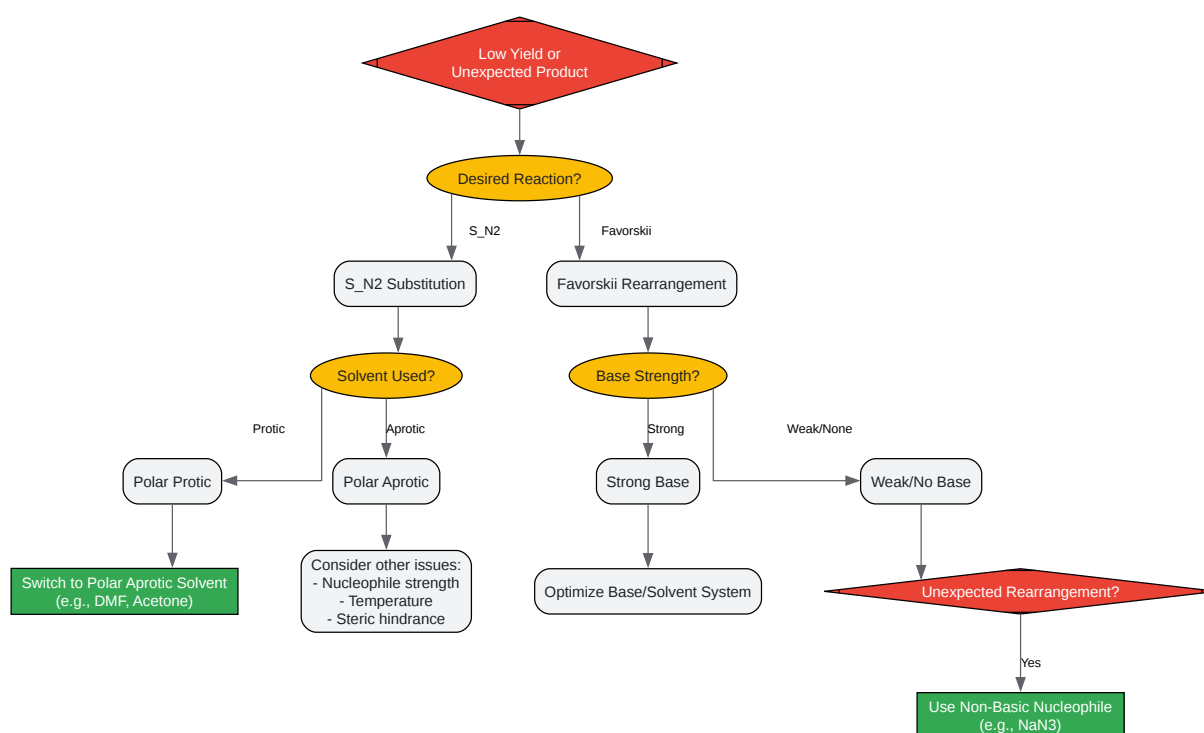 Low Yield or
Unexpected Product
Desired Reaction?
S_N2
Favorskii
S_N2 Substitution
Favorskii Rearrangement
Solvent Used?
Base Strength?
Protic
Aprotic
Strong
Weak/None
Polar Protic
Polar Aprotic
Strong Base
Weak/No Base
Switch to Polar Aprotic Solvent
(e.g., DMF, Acetone)
Consider other issues:
- Nucleophile strength
- Temperature
- Steric hindrance
Optimize Base/Solvent System
Unexpected Rearrangement?
Yes
Use Non-Basic Nucleophile
(e.g., NaN3)